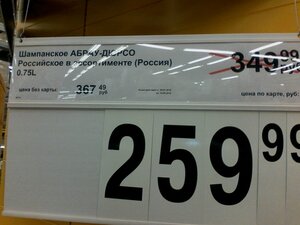 Шампанское АБРАУ-ДЮРСО
Российское в ассортименте (Россия)
0.75L
349 99
цена без карты: 367 49 руб.
цена по карте, руб:
259 99